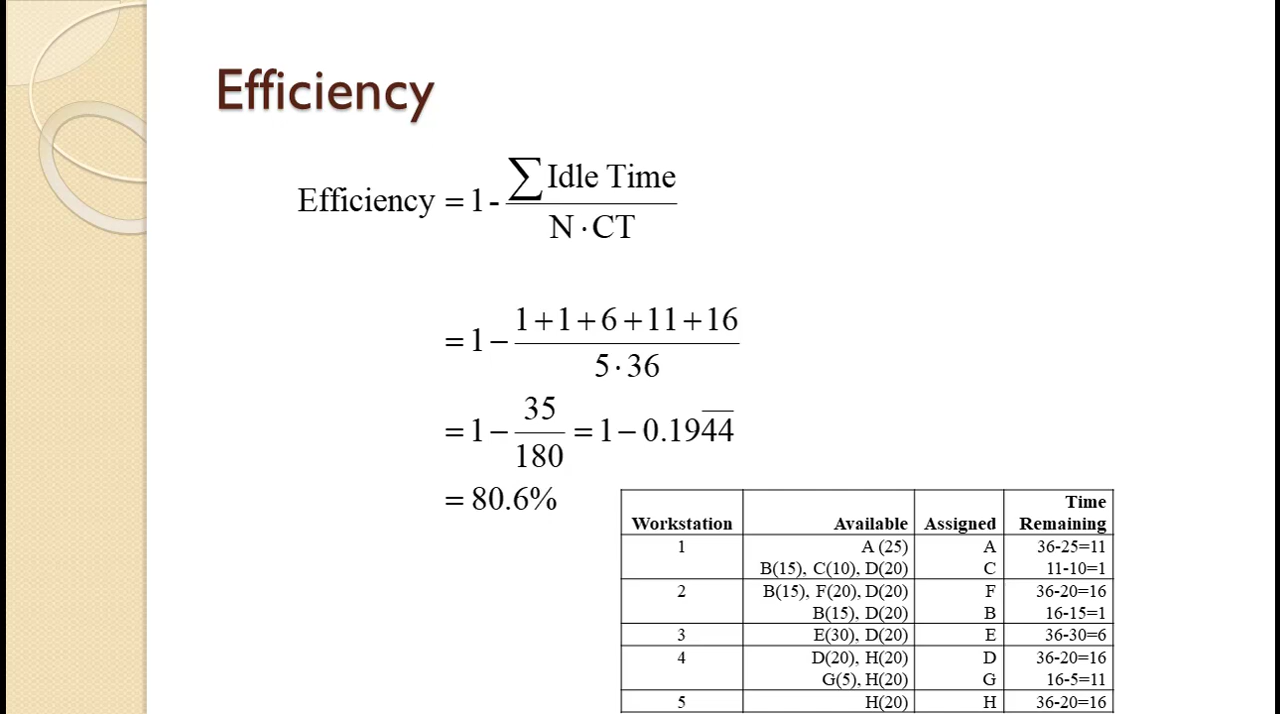 Efficiency
Efficiency = 1 - ∑ Idle Time / N · CT
= 1 − 1+1+6+11+16 / 5 · 36
= 1 − 35 / 180 = 1 − 0.194̅4̅
= 80.6%
Workstation Available Assigned Time Remaining
1 A (25) A 36-25=11
B(15), C(10), D(20) C 11-10=1
2 B(15), F(20), D(20) F 36-20=16
B(15), D(20) B 16-15=1
3 E(30), D(20) E 36-30=6
4 D(20), H(20) D 36-20=16
G(5), H(20) G 16-5=11
5 H(20) H 36-20=16